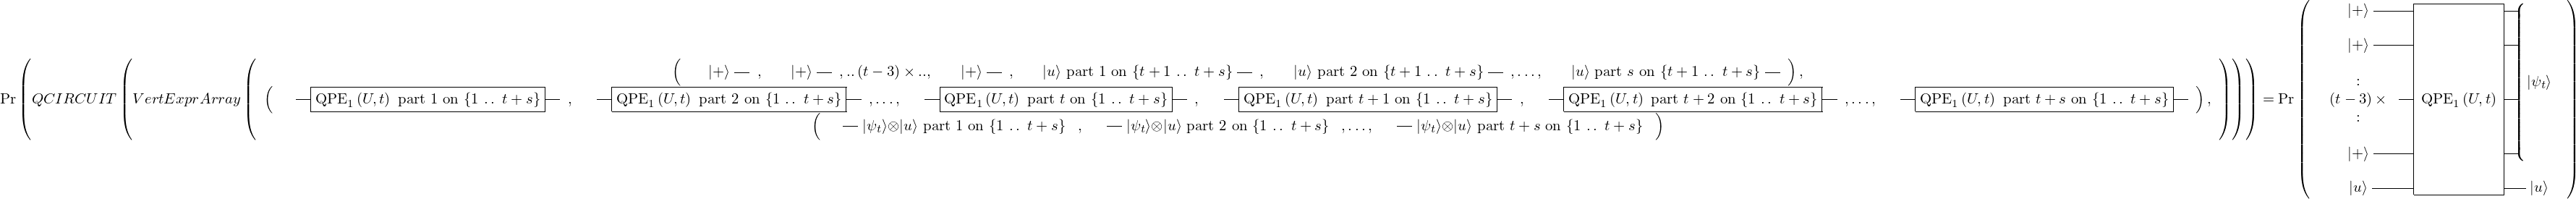 ( |+⟩ , |+⟩ , .. (t − 3) × .., |+⟩ , |u⟩ part 1 on {t + 1 . . t + s} , |u⟩ part 2 on {t + 1 . . t + s} , . . . , |u⟩ part s on {t + 1 . . t + s} ) ,
Pr ( QCIRCUIT ( VertExprArray ( ( QPE₁ (U, t) part 1 on {1 . . t + s} , QPE₁ (U, t) part 2 on {1 . . t + s} , . . . , QPE₁ (U, t) part t on {1 . . t + s} , QPE₁ (U, t) part t + 1 on {1 . . t + s} , QPE₁ (U, t) part t + 2 on {1 . . t + s} , . . . , QPE₁ (U, t) part t + s on {1 . . t + s} ) , ) ) ) = Pr (
( |ψₜ⟩⊗|u⟩ part 1 on {1 . . t + s} , |ψₜ⟩⊗|u⟩ part 2 on {1 . . t + s} , . . . , |ψₜ⟩⊗|u⟩ part t + s on {1 . . t + s} )
|+⟩
|+⟩
:
(t − 3) × QPE₁ (U, t) |ψₜ⟩ )
:
|+⟩
|u⟩ |u⟩